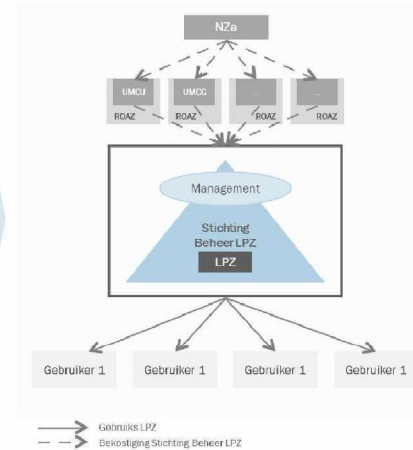 NZa
UMCU UMCG ... ...
ROAZ ROAZ ROAZ ROAZ
Management
Stichting
Beheer LPZ
LPZ
Gebruiker 1 Gebruiker 1 Gebruiker 1 Gebruiker 1
Gebruiks LPZ
Bekostiging Stichting Beheer LPZ